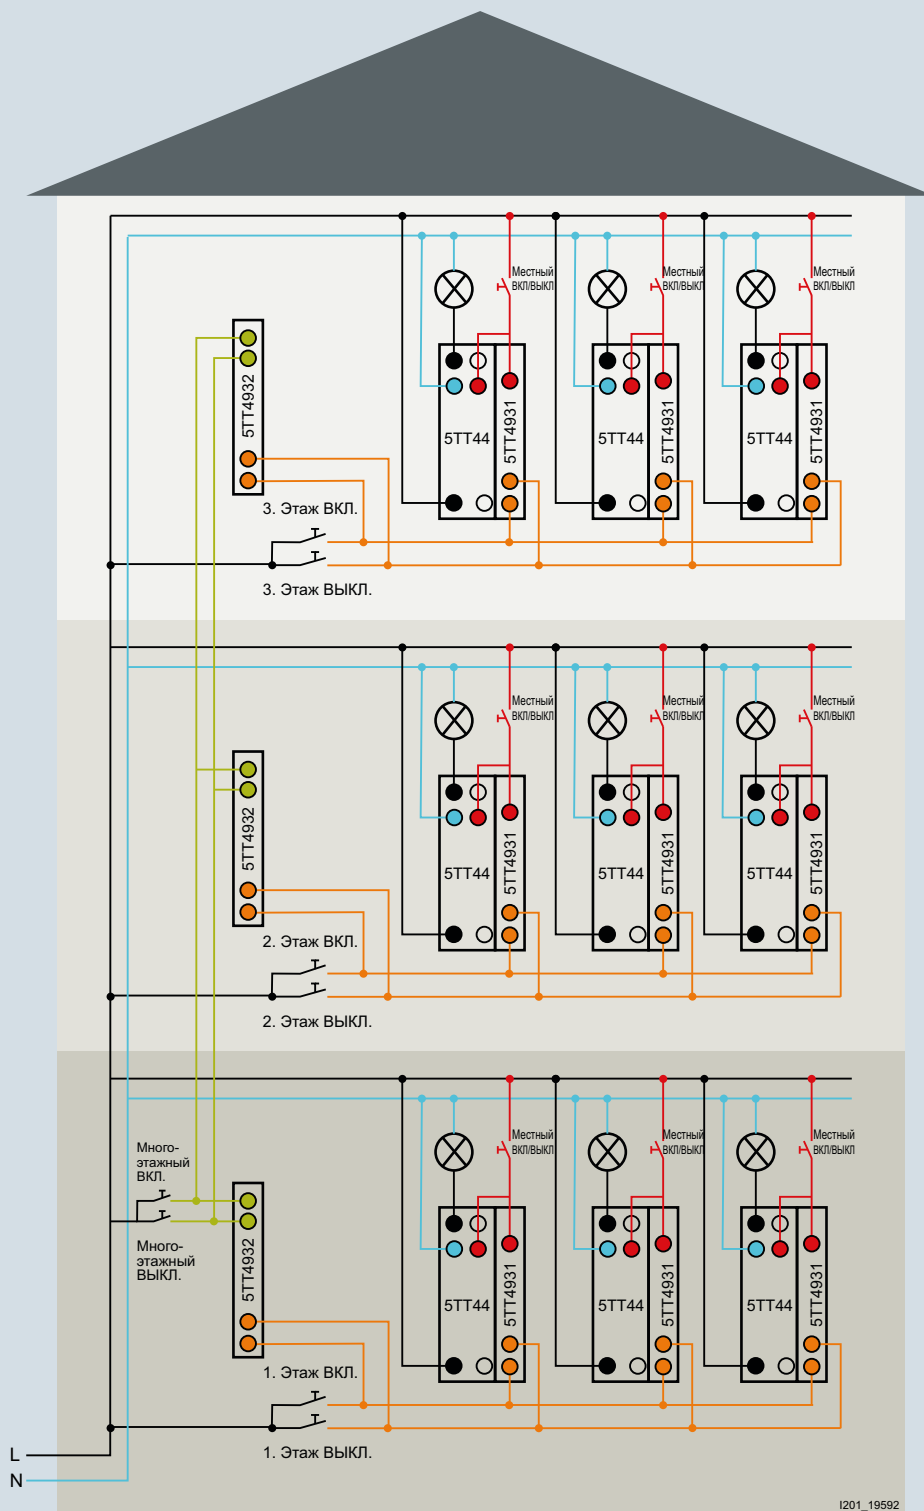 Местный Местный Местный
ВКЛ/ВЫКЛ ВКЛ/ВЫКЛ ВКЛ/ВЫКЛ
5TT4932
5TT44 5TT4931 5TT44 5TT4931 5TT44 5TT4931
3. Этаж ВКЛ.
3. Этаж ВЫКЛ.
Местный Местный Местный
ВКЛ/ВЫКЛ ВКЛ/ВЫКЛ ВКЛ/ВЫКЛ
5TT4932
5TT44 5TT4931 5TT44 5TT4931 5TT44 5TT4931
2. Этаж ВКЛ.
2. Этаж ВЫКЛ.
Местный Местный Местный
ВКЛ/ВЫКЛ ВКЛ/ВЫКЛ ВКЛ/ВЫКЛ
Много-
этажный
ВКЛ.
Много-
этажный
ВЫКЛ.
5TT4932
5TT44 5TT4931 5TT44 5TT4931 5TT44 5TT4931
1. Этаж ВКЛ.
1. Этаж ВЫКЛ.
L
N
I201_19592